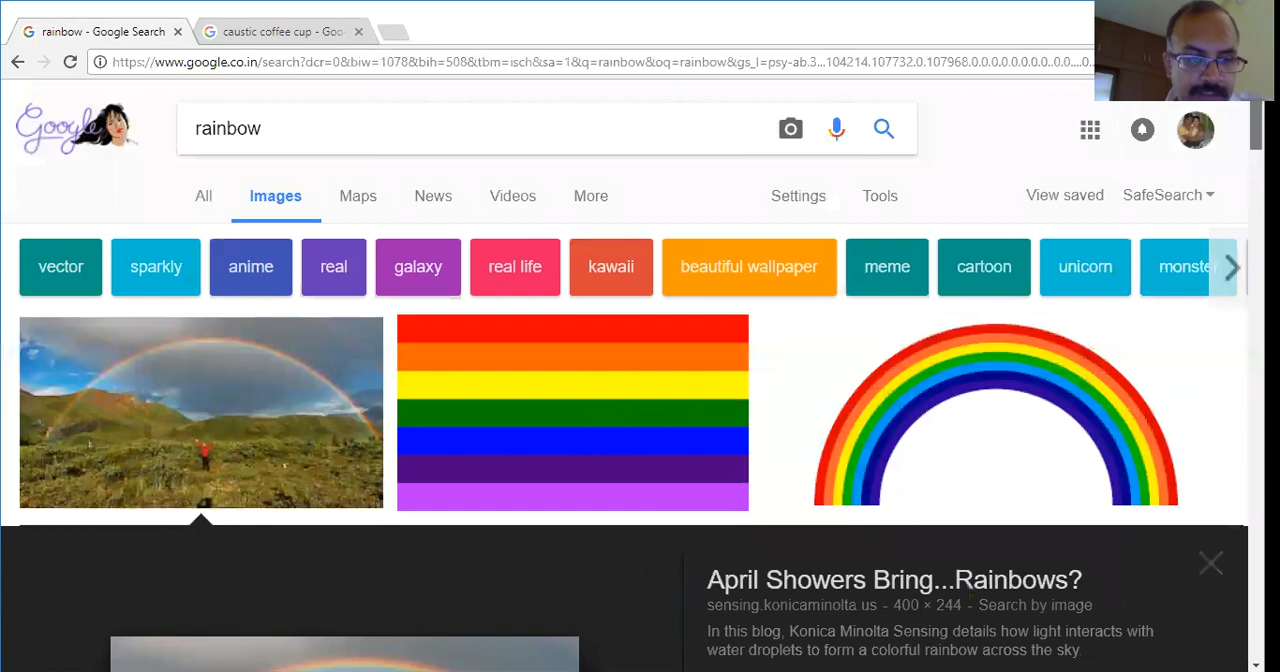 rainbow - Google Search
caustic coffee cup - Goo
https://www.google.co.in/search?dcr=0&biw=1078&bih=508&tbm=isch&sa=1&q=rainbow&oq=rainbow&gs_l=psy-ab.3...104214.107732.0.107968.0.0.0.0.0.0.0.0..0.0....0...
Google
rainbow
All Images Maps News Videos More Settings Tools View saved SafeSearch
vector sparkly anime real galaxy real life kawaii beautiful wallpaper meme cartoon unicorn monste
April Showers Bring...Rainbows?
sensing.konicaminolta.us - 400 × 244 - Search by image
In this blog, Konica Minolta Sensing details how light interacts with
water droplets to form a colorful rainbow across the sky.